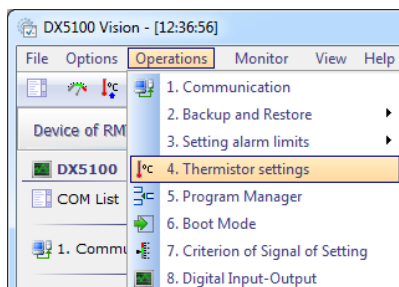 DX5100 Vision - [12:36:56]
File Options Operations Monitor View Help
1. Communication
2. Backup and Restore
Device of RM
3. Setting alarm limits
DX5100
°C 4. Thermistor settings
COM List
5. Program Manager
6. Boot Mode
1. Commu
7. Criterion of Signal of Setting
8. Digital Input-Output